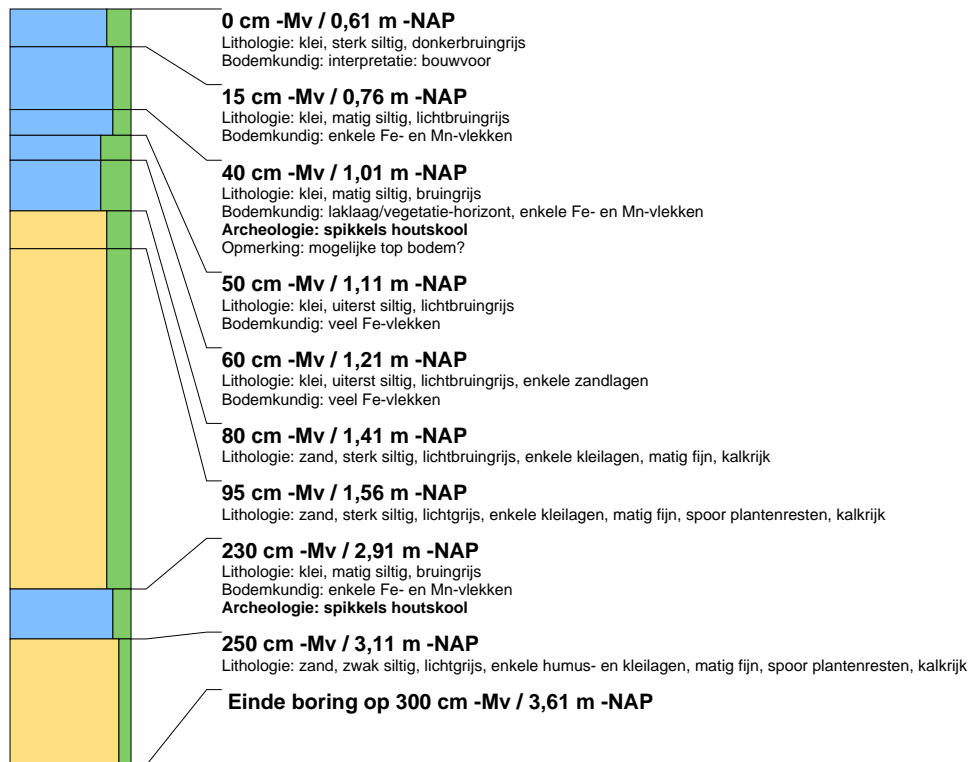 0 cm -Mv / 0,61 m -NAP
Lithologie: klei, sterk siltig, donkerbruingrijs
Bodemkundig: interpretatie: bouwvoor
15 cm -Mv / 0,76 m -NAP
Lithologie: klei, matig siltig, lichtbruingrijs
Bodemkundig: enkele Fe- en Mn-vlekken
40 cm -Mv / 1,01 m -NAP
Lithologie: klei, matig siltig, bruingrijs
Bodemkundig: laklaag/vegetatie-horizont, enkele Fe- en Mn-vlekken
Archeologie: spikkels houtskool
Opmerking: mogelijke top bodem?
50 cm -Mv / 1,11 m -NAP
Lithologie: klei, uiterst siltig, lichtbruingrijs
Bodemkundig: veel Fe-vlekken
60 cm -Mv / 1,21 m -NAP
Lithologie: klei, uiterst siltig, lichtbruingrijs, enkele zandlagen
Bodemkundig: veel Fe-vlekken
80 cm -Mv / 1,41 m -NAP
Lithologie: zand, sterk siltig, lichtbruingrijs, enkele kleilagen, matig fijn, kalkrijk
95 cm -Mv / 1,56 m -NAP
Lithologie: zand, sterk siltig, lichtgrijs, enkele kleilagen, matig fijn, spoor plantenresten, kalkrijk
230 cm -Mv / 2,91 m -NAP
Lithologie: klei, matig siltig, bruingrijs
Bodemkundig: enkele Fe- en Mn-vlekken
Archeologie: spikkels houtskool
250 cm -Mv / 3,11 m -NAP
Lithologie: zand, zwak siltig, lichtgrijs, enkele humus- en kleilagen, matig fijn, spoor plantenresten, kalkrijk
Einde boring op 300 cm -Mv / 3,61 m -NAP